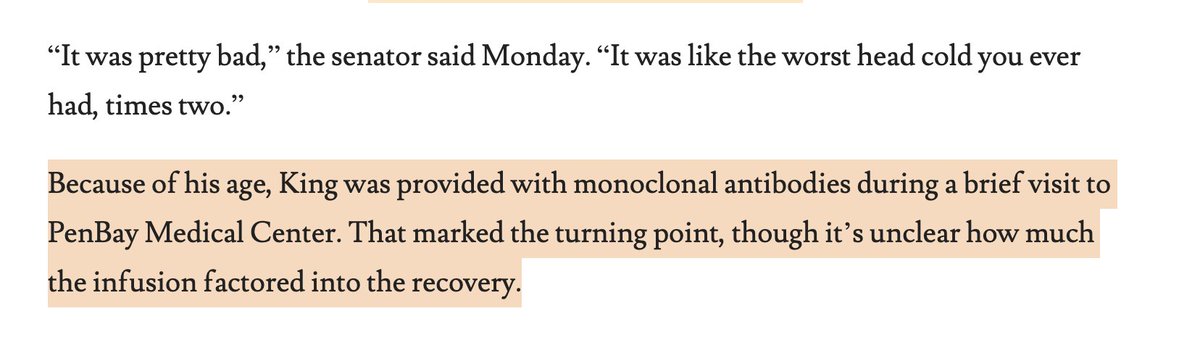 “It was pretty bad,” the senator said Monday. “It was like the worst head cold you ever
had, times two.”
Because of his age, King was provided with monoclonal antibodies during a brief visit to
PenBay Medical Center. That marked the turning point, though it’s unclear how much
the infusion factored into the recovery.